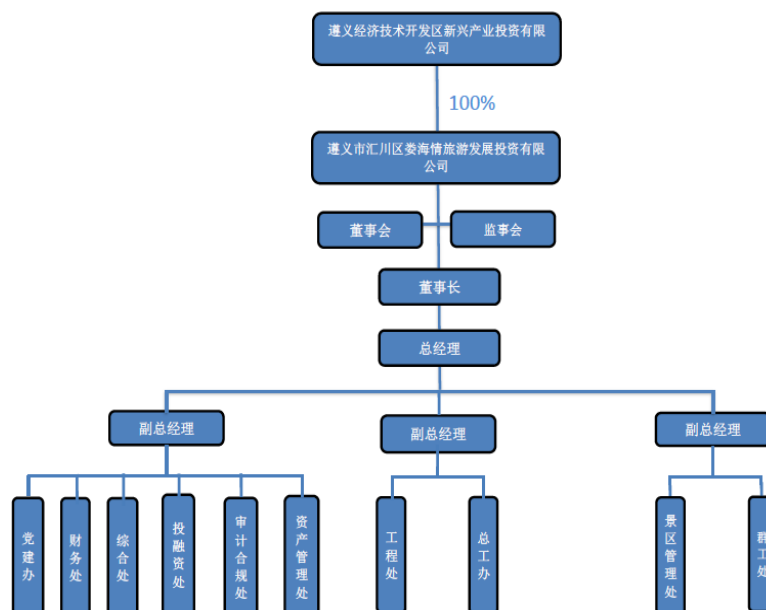 遵义经济技术开发区新兴产业投资有限
公司
100%
遵义市汇川区娄海情旅游发展投资有限
公司
董事会
监事会
董事长
总经理
副总经理
副总经理
副总经理
党建办
财务处
综合处
投融资处
审计合规处
资产管理处
工程处
总工办
景区管理处
群工处